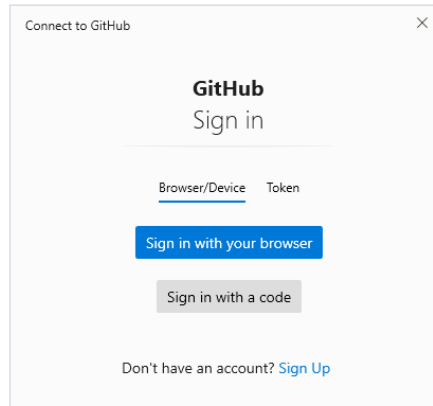 Connect to GitHub
GitHub
Sign in
Browser/Device Token
Sign in with your browser
Sign in with a code
Don't have an account? Sign Up